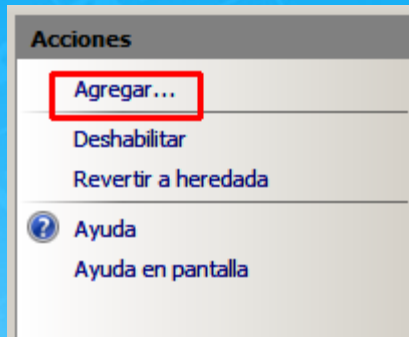 Acciones
Agregar...
Deshabilitar
Revertir a heredada
Ayuda
Ayuda en pantalla